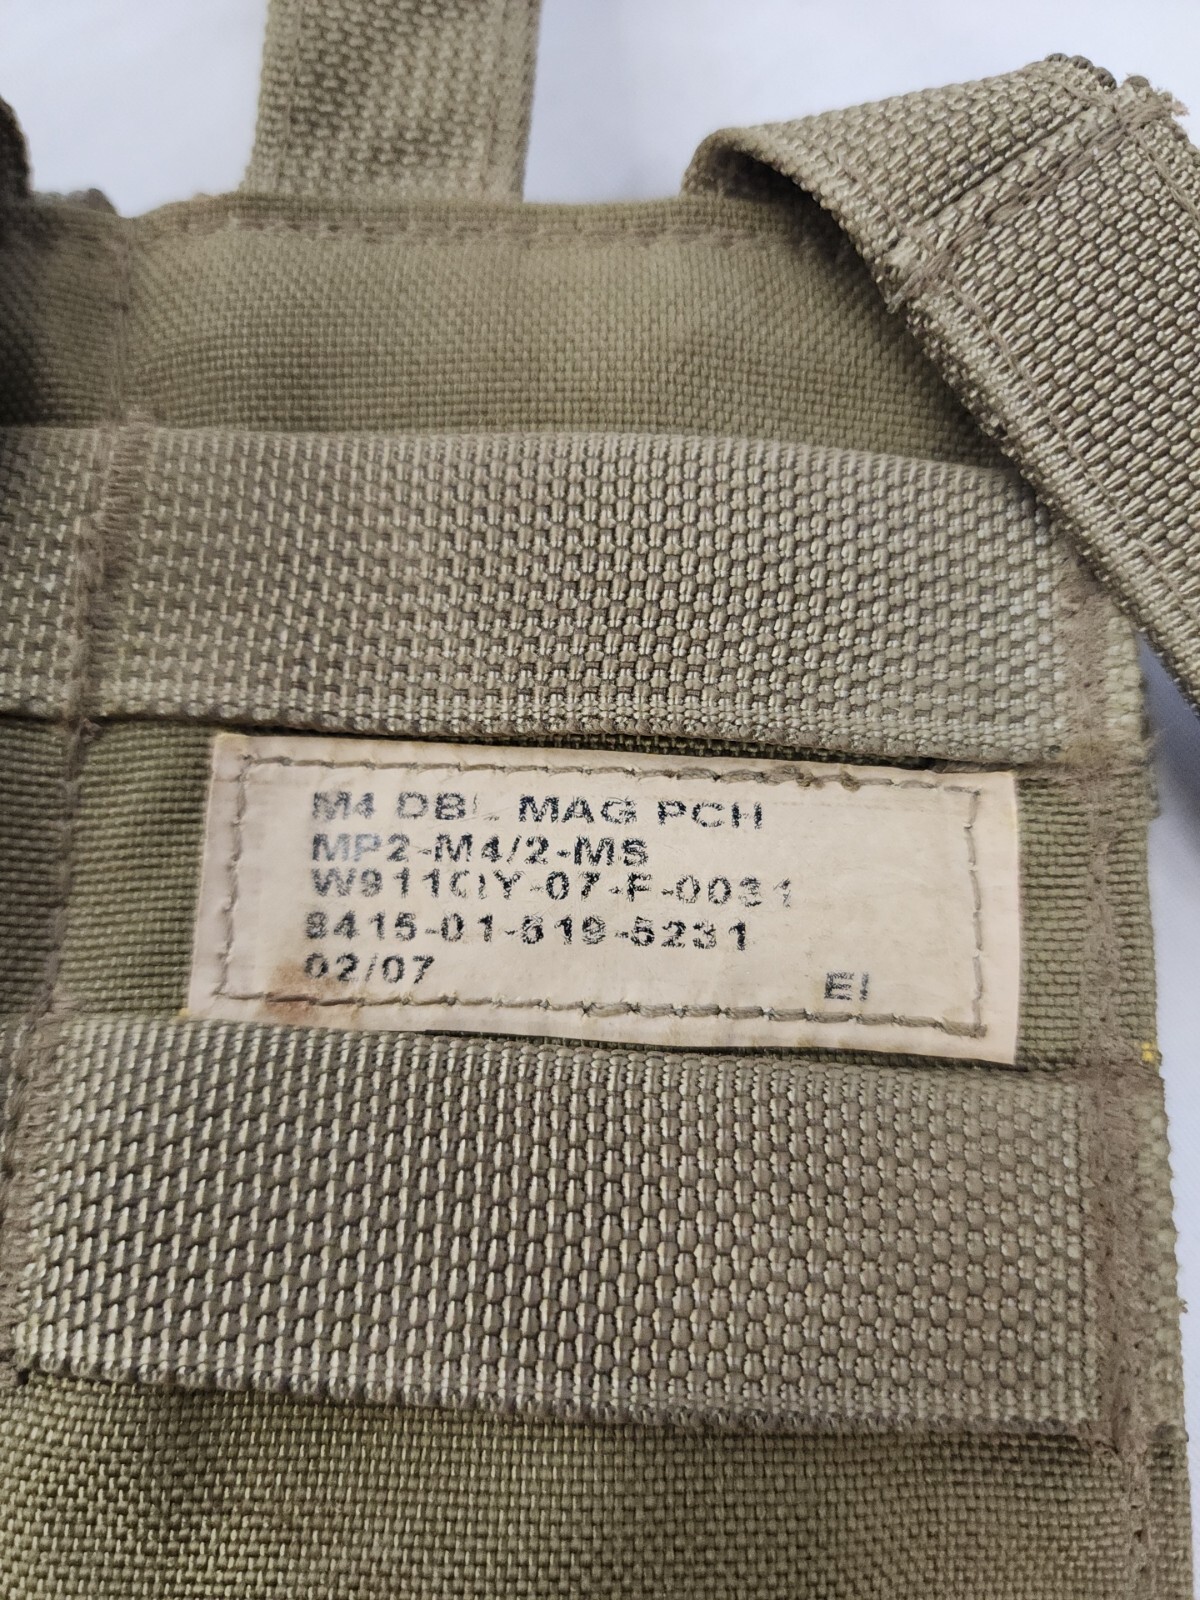 M4 DBL MAG PCH
MP2-M4/2-MS
W911QY-07-F-0031
8415-01-519-5231
02/07
EI